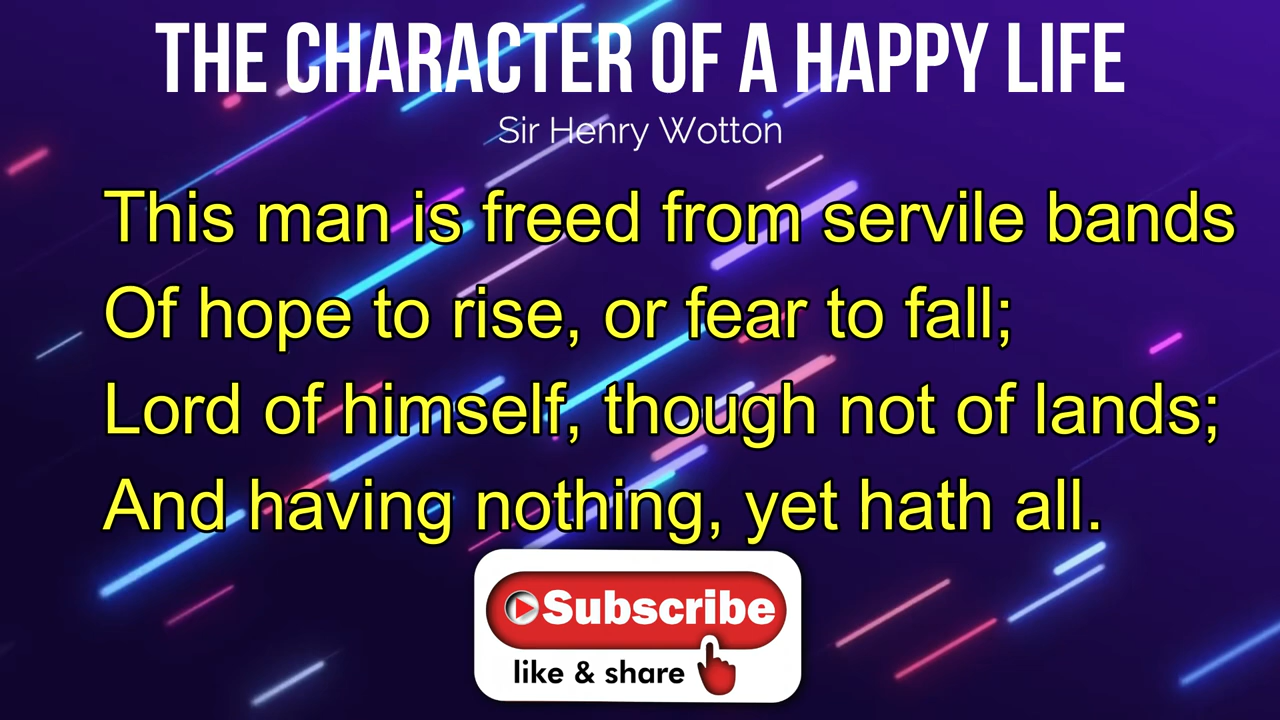 THE CHARACTER OF A HAPPY LIFE
Sir Henry Wotton
This man is freed from servile bands
Of hope to rise, or fear to fall;
Lord of himself, though not of lands;
And having nothing, yet hath all.
Subscribe
like & share